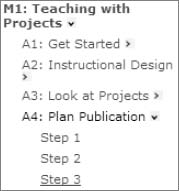 M1: Teaching with
Projects
A1: Get Started
A2: Instructional Design
A3: Look at Projects
A4: Plan Publication
Step 1
Step 2
Step 3